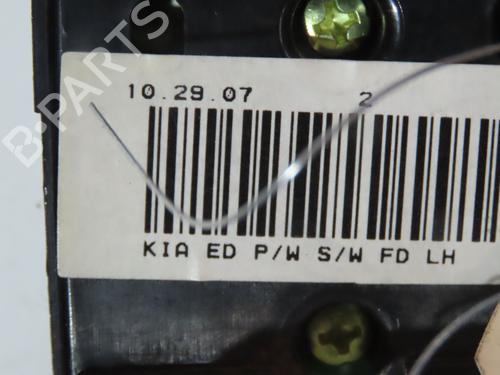 B-PARTS
10.29.07 2
KIA ED P/W S/W FD LH